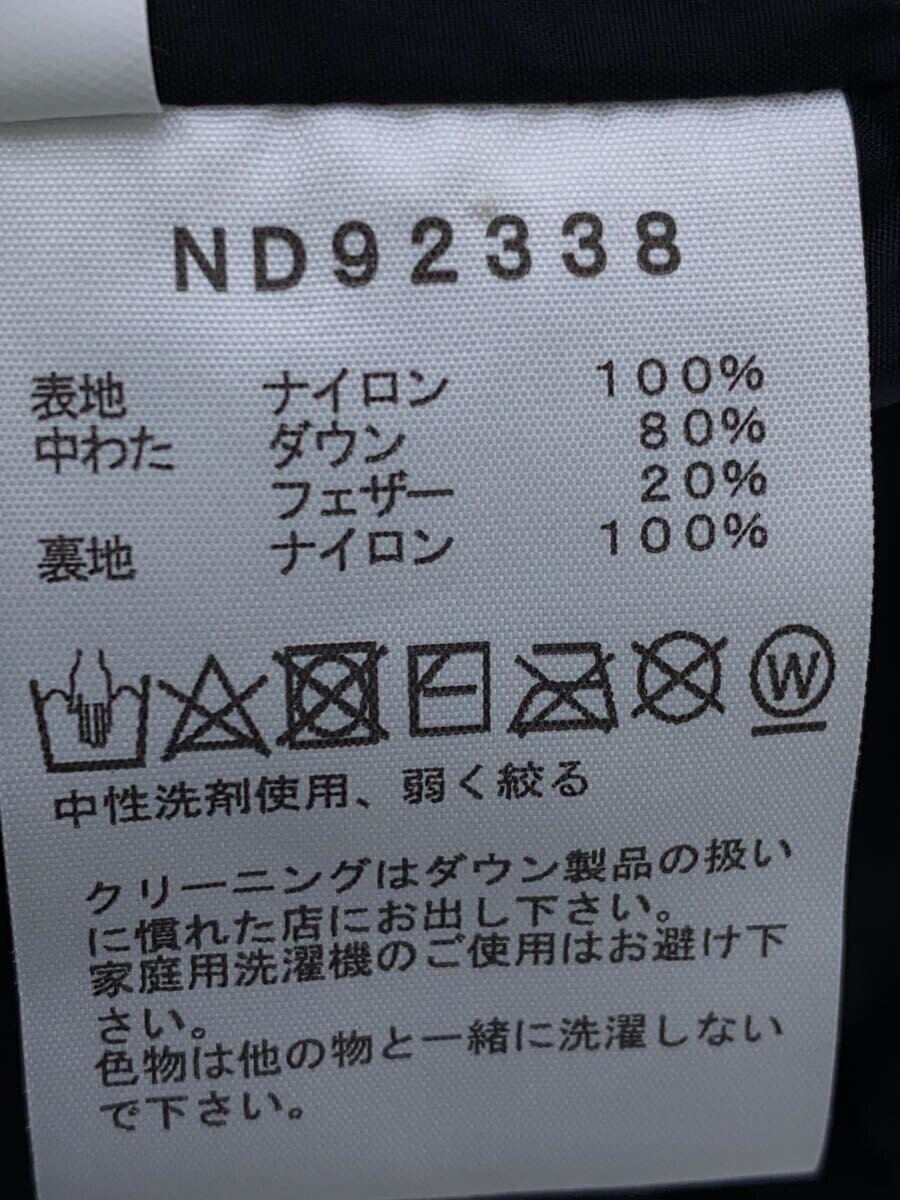 ND92338
表地 ナイロン 100%
中わた ダウン 80%
フェザー 20%
裏地 ナイロン 100%
W
中性洗剤使用、弱く絞る
クリーニングはダウン製品の扱い
に慣れた店にお出し下さい。
家庭用洗濯機のご使用はお避け下
さい。
色物は他の物と一緒に洗濯しない
で下さい。